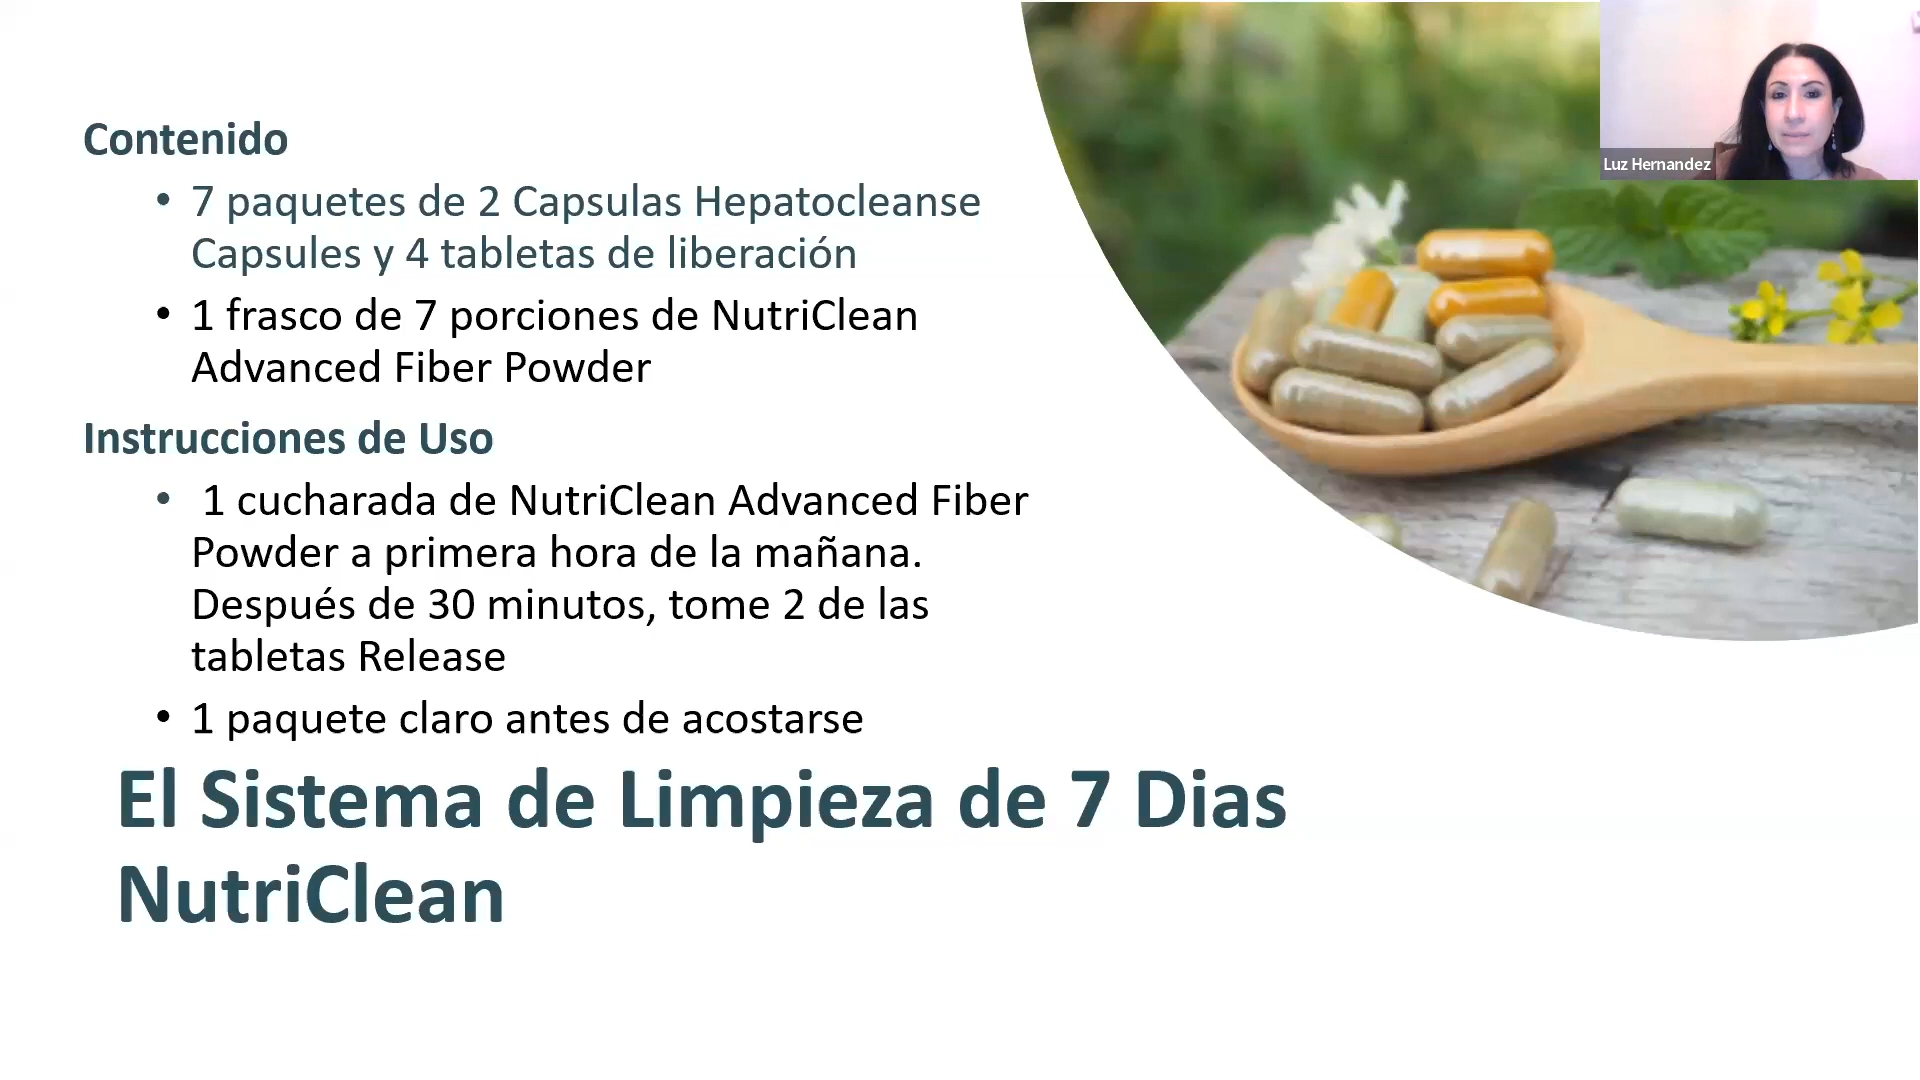 Contenido
• 7 paquetes de 2 Capsulas Hepatocleanse
Capsules y 4 tabletas de liberación
• 1 frasco de 7 porciones de NutriClean
Advanced Fiber Powder
Instrucciones de Uso
• 1 cucharada de NutriClean Advanced Fiber
Powder a primera hora de la mañana.
Después de 30 minutos, tome 2 de las
tabletas Release
• 1 paquete claro antes de acostarse
El Sistema de Limpieza de 7 Dias
NutriClean
Luz Hernandez